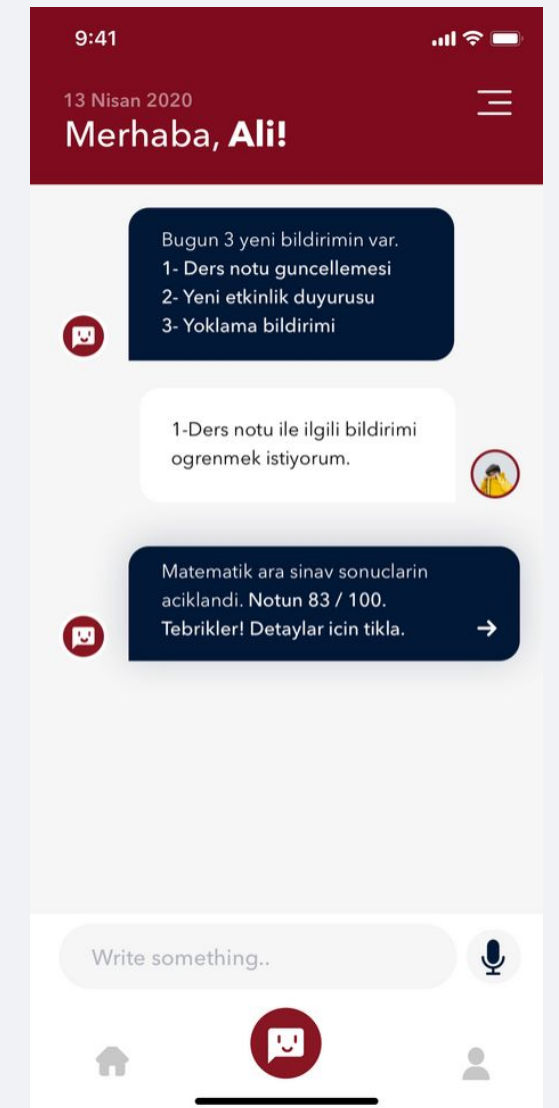 9:41
13 Nisan 2020
Merhaba, Ali!
Bugun 3 yeni bildirimin var.
1- Ders notu guncellemesi
2- Yeni etkinlik duyurusu
3- Yoklama bildirimi
1-Ders notu ile ilgili bildirimi
ogrenmek istiyorum.
Matematik ara sinav sonuclarin
aciklandi. Notun 83 / 100.
Tebrikler! Detaylar icin tikla.
Write something..